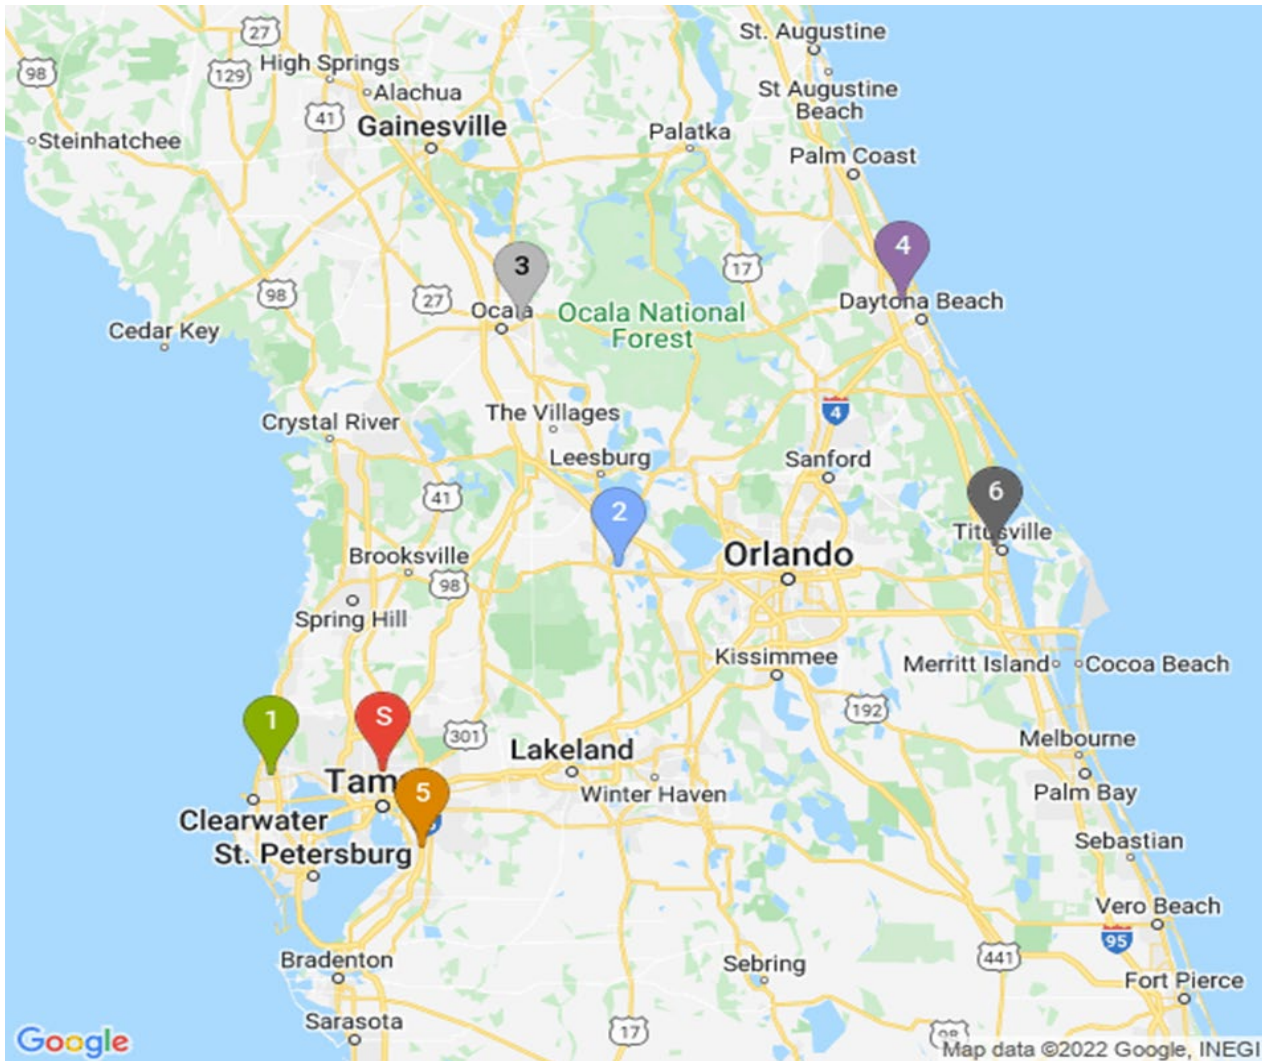 St. Augustine
27
98
129
High Springs
Alachua
St Augustine
Beach
41
Gainesville
Palatka
Steinhatchee
Palm Coast
4
3
17
98
27
Ocala
Daytona Beach
Ocala National
Forest
Cedar Key
The Villages
4
Crystal River
Leesburg
Sanford
41
2
6
Titusville
Brooksville
Orlando
98
Spring Hill
Kissimmee
Merritt Island
Cocoa Beach
1
S
192
301
Lakeland
Melbourne
Tam
5
Winter Haven
Palm Bay
Clearwater
St. Petersburg
Sebastian
Vero Beach
95
Bradenton
Sebring
441
Fort Pierce
Sarasota
17
98
Google
Map data ©2022 Google, INEGI